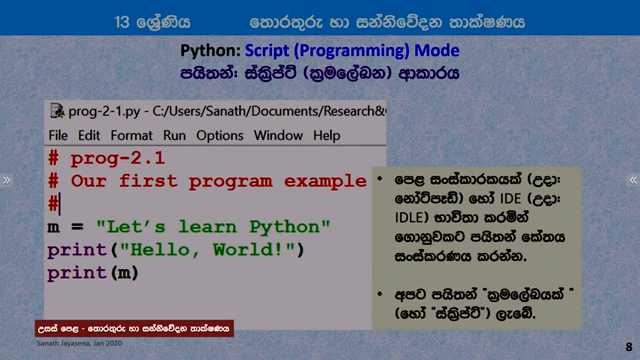 13 ශ්‍රේණිය තොරතුරු හා සන්නිවේදන තාක්ෂණය
Python: Script (Programming) Mode
පයිතන්: ස්ක්‍රිප්ට් (ක්‍රමලේඛන) ආකාරය
prog-2-1.py - C:/Users/Sanath/Documents/Research&
File Edit Format Run Options Window Help
# prog-2.1
# Our first program example
#
m = "Let's learn Python"
print("Hello, World!")
print(m)
• පෙළ සංස්කාරකයක් (උදා:
නෝට්පෑඩ්) හෝ IDE (උදා:
IDLE) භාවිතා කරමින්
ගොනුවකට පයිතන් කේතය
සංස්කරණය කරන්න.
• අපට පයිතන් "ක්‍රමලේඛයක් "
(හෝ "ස්ක්‍රිප්ට්") ලැබේ.
උසස් පෙළ - තොරතුරු හා සන්නිවේදන තාක්ෂණය
Sanath Jayasena, Jan 2020
8